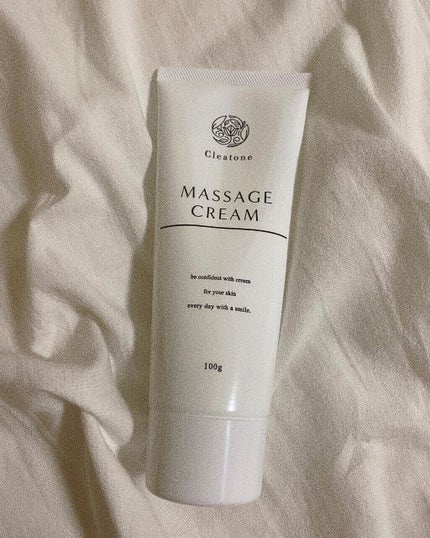 Cleatone
MASSAGE
CREAM
be confident with cream
for your skin
every day with a smile.
100g